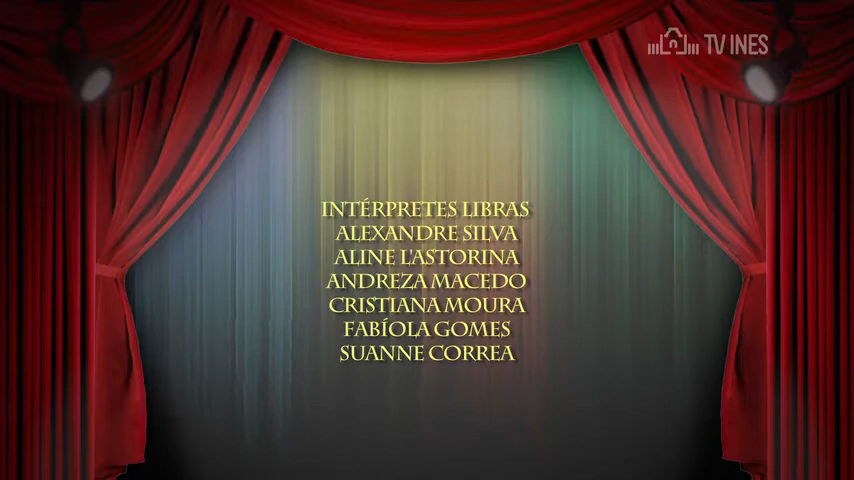 TV INES
INTÉRPRETES LIBRAS
ALEXANDRE SILVA
ALINE L'ASTORINA
ANDREZA MACEDO
CRISTIANA MOURA
FABÍOLA GOMES
SUANNE CORREA